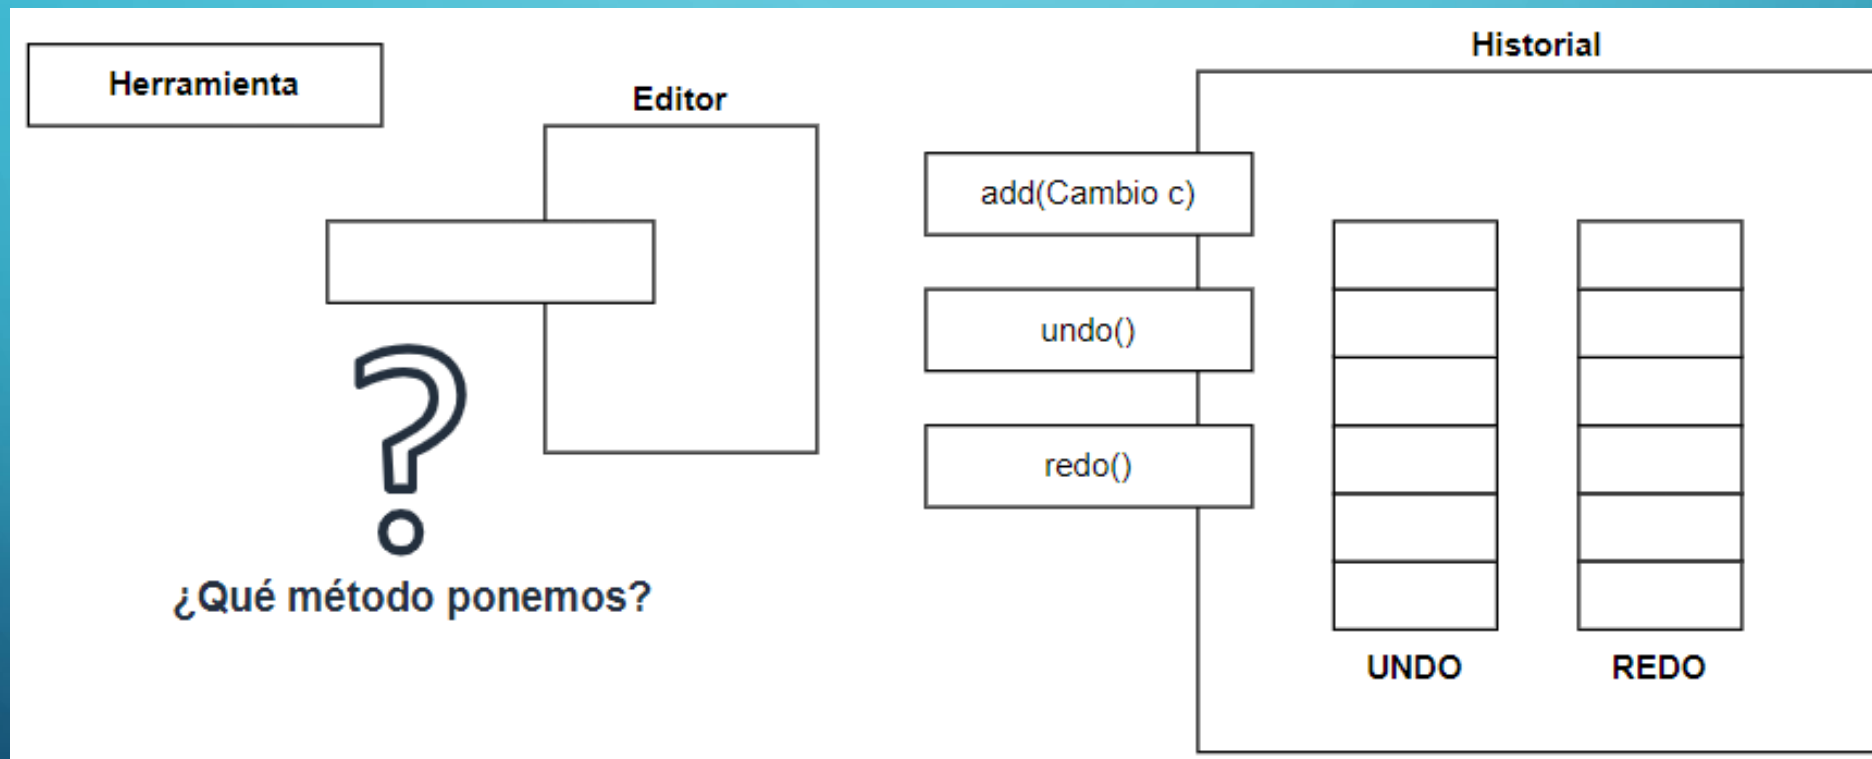 Herramienta
Editor
¿Qué método ponemos?
Historial
add(Cambio c)
undo()
redo()
UNDO
REDO